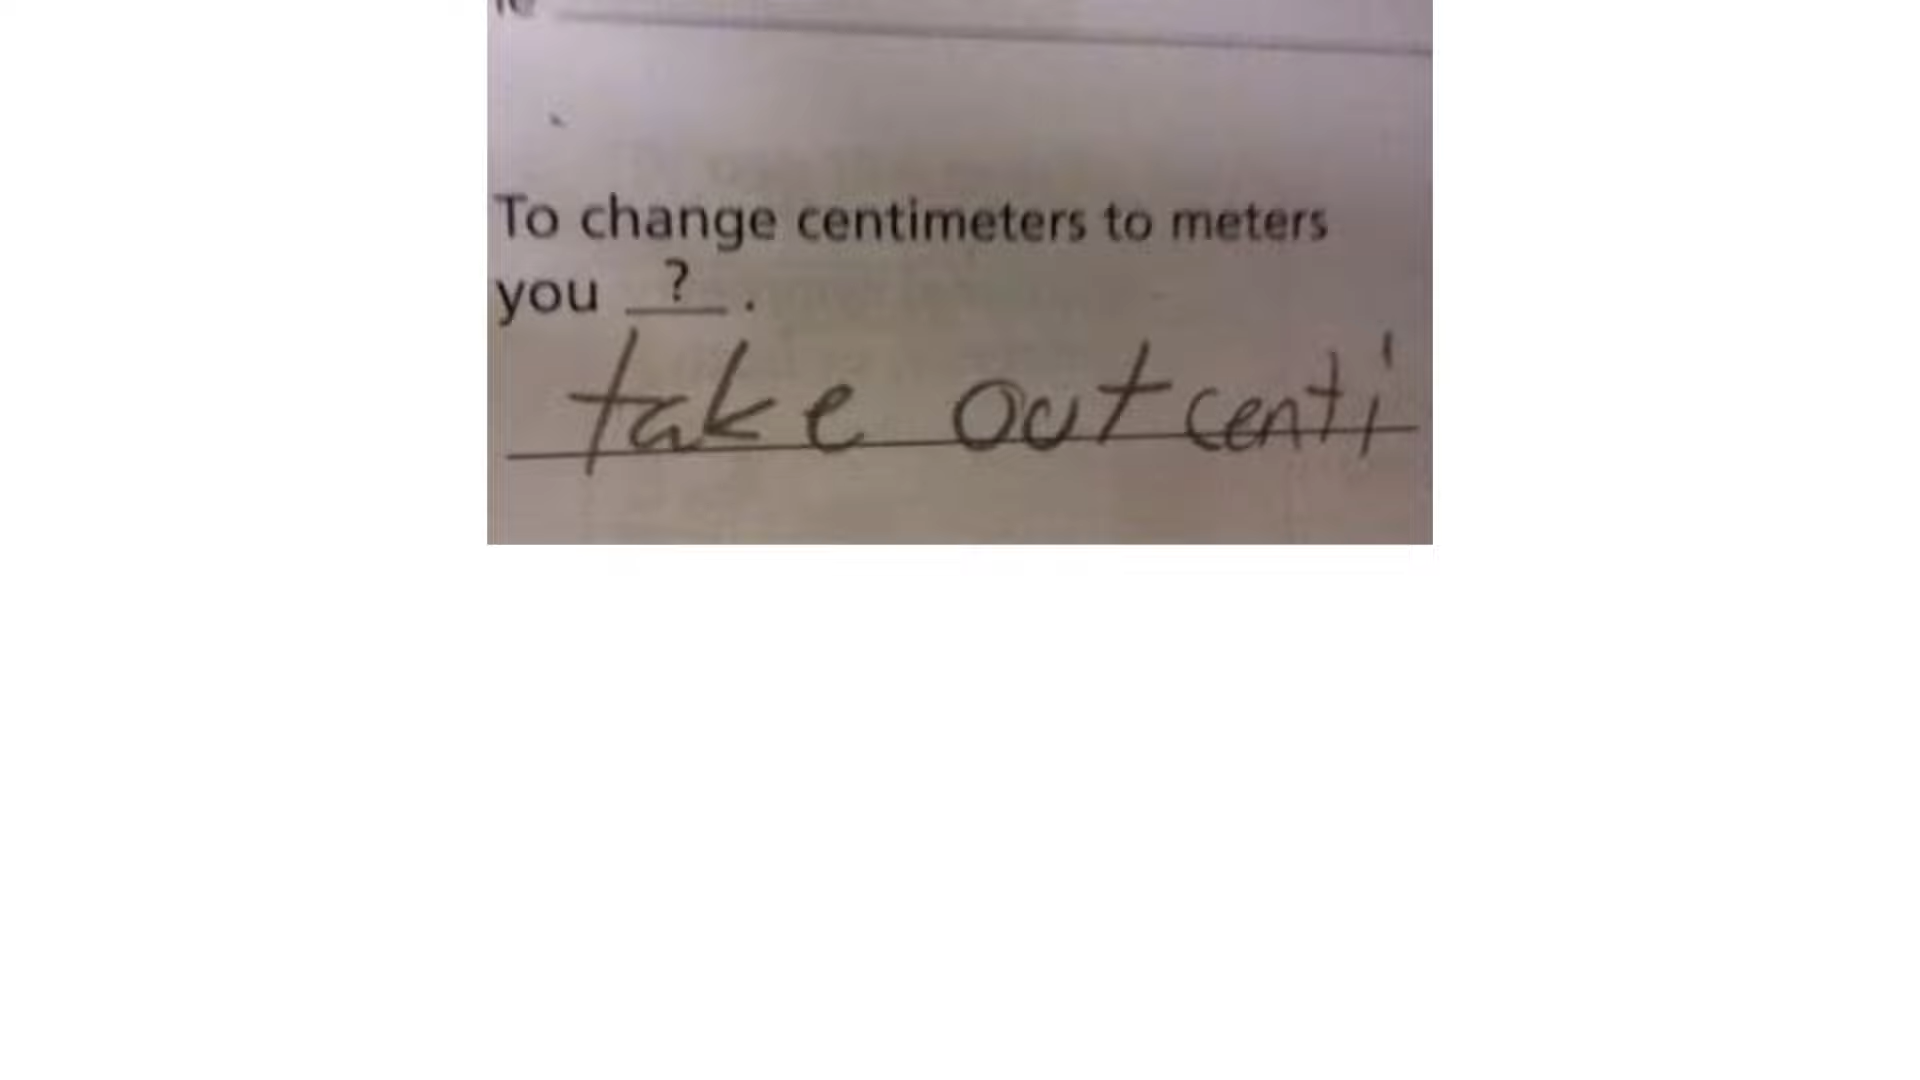 To change centimeters to meters
you ? .
take out centi